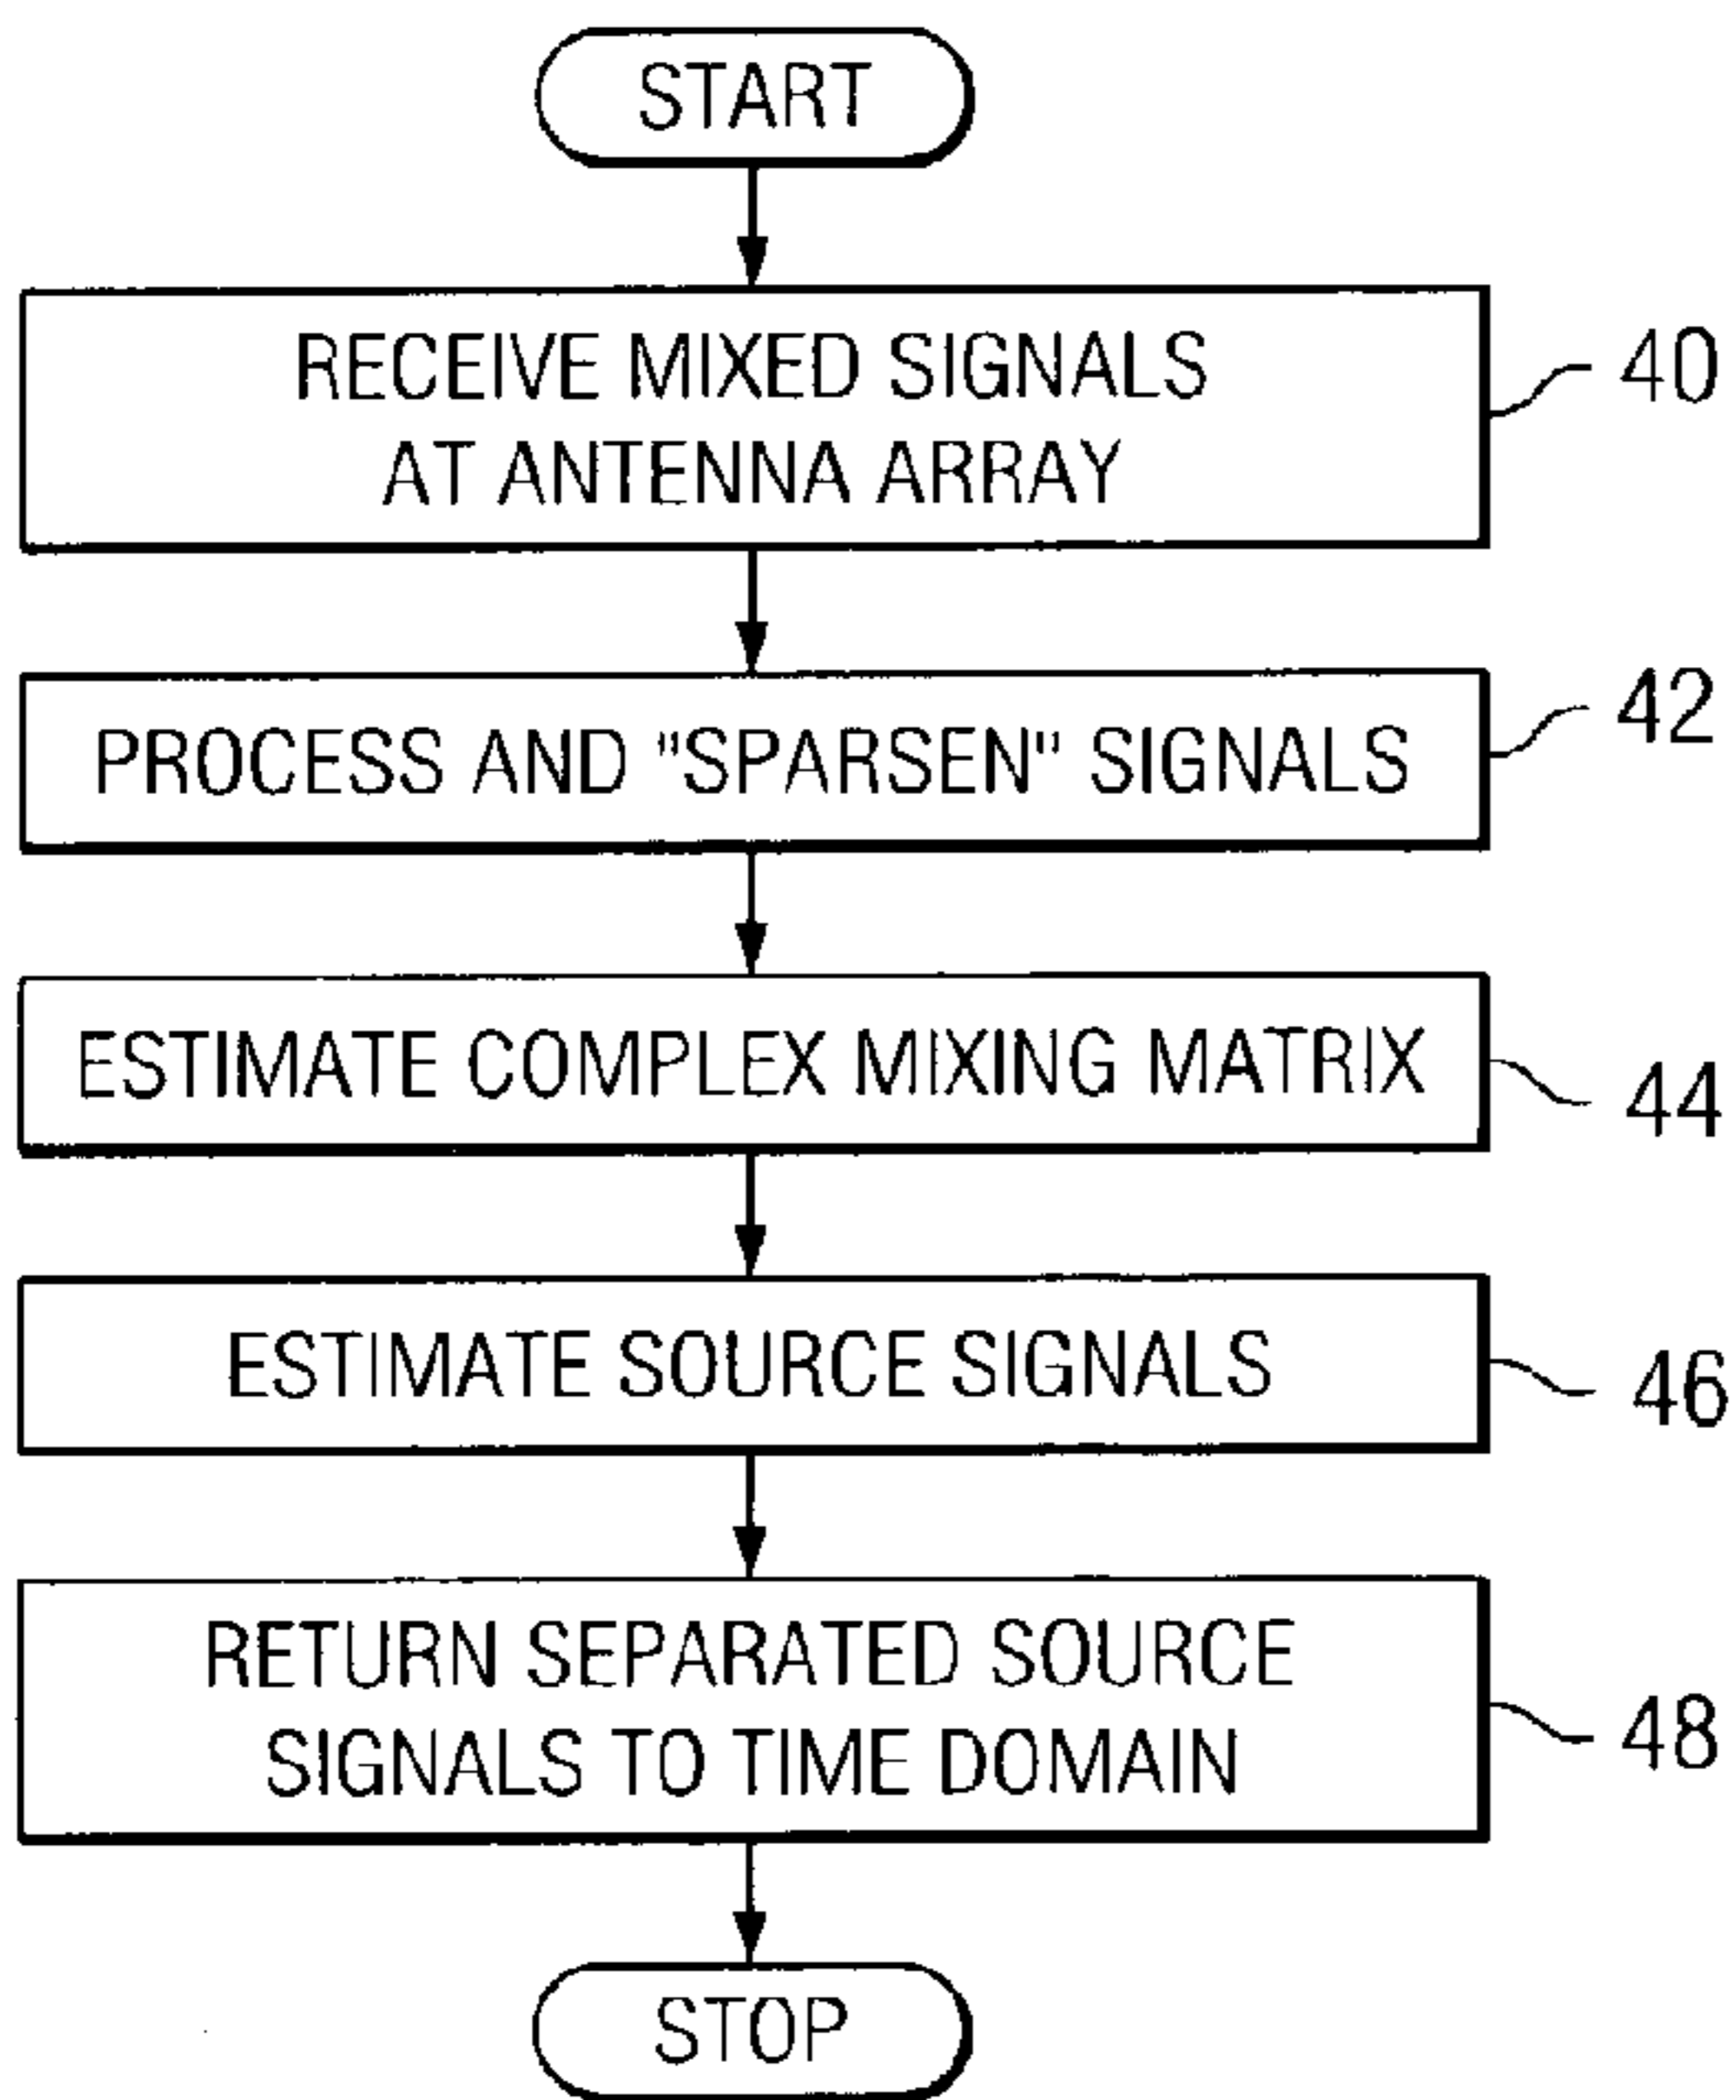 START
RECEIVE MIXED SIGNALS
AT ANTENNA ARRAY
40
PROCESS AND "SPARSEN" SIGNALS
42
ESTIMATE COMPLEX MIXING MATRIX
44
ESTIMATE SOURCE SIGNALS
46
RETURN SEPARATED SOURCE
SIGNALS TO TIME DOMAIN
48
STOP